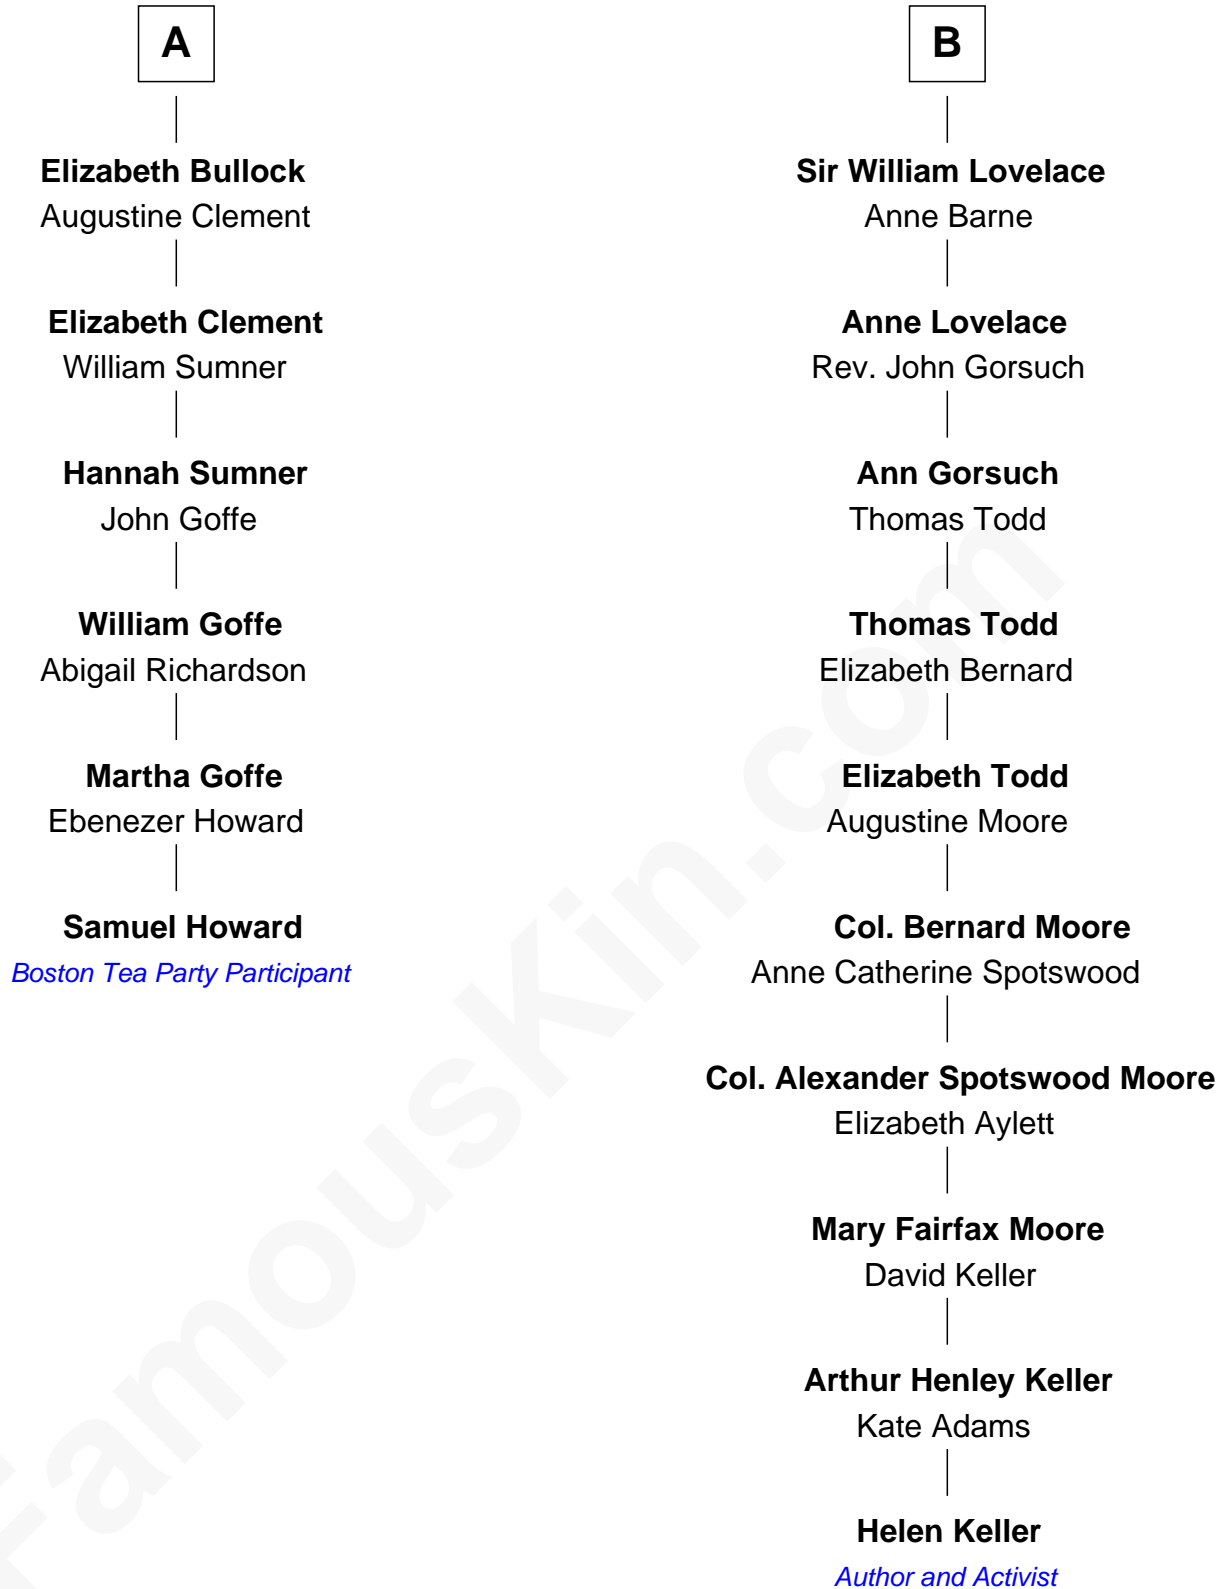 A
Elizabeth Bullock
Augustine Clement
Elizabeth Clement
William Sumner
Hannah Sumner
John Goffe
William Goffe
Abigail Richardson
Martha Goffe
Ebenezer Howard
Samuel Howard
Boston Tea Party Participant
B
Sir William Lovelace
Anne Barne
Anne Lovelace
Rev. John Gorsuch
Ann Gorsuch
Thomas Todd
Thomas Todd
Elizabeth Bernard
Elizabeth Todd
Augustine Moore
Col. Bernard Moore
Anne Catherine Spotswood
Col. Alexander Spotswood Moore
Elizabeth Aylett
Mary Fairfax Moore
David Keller
Arthur Henley Keller
Kate Adams
Helen Keller
Author and Activist
FamousKin.com